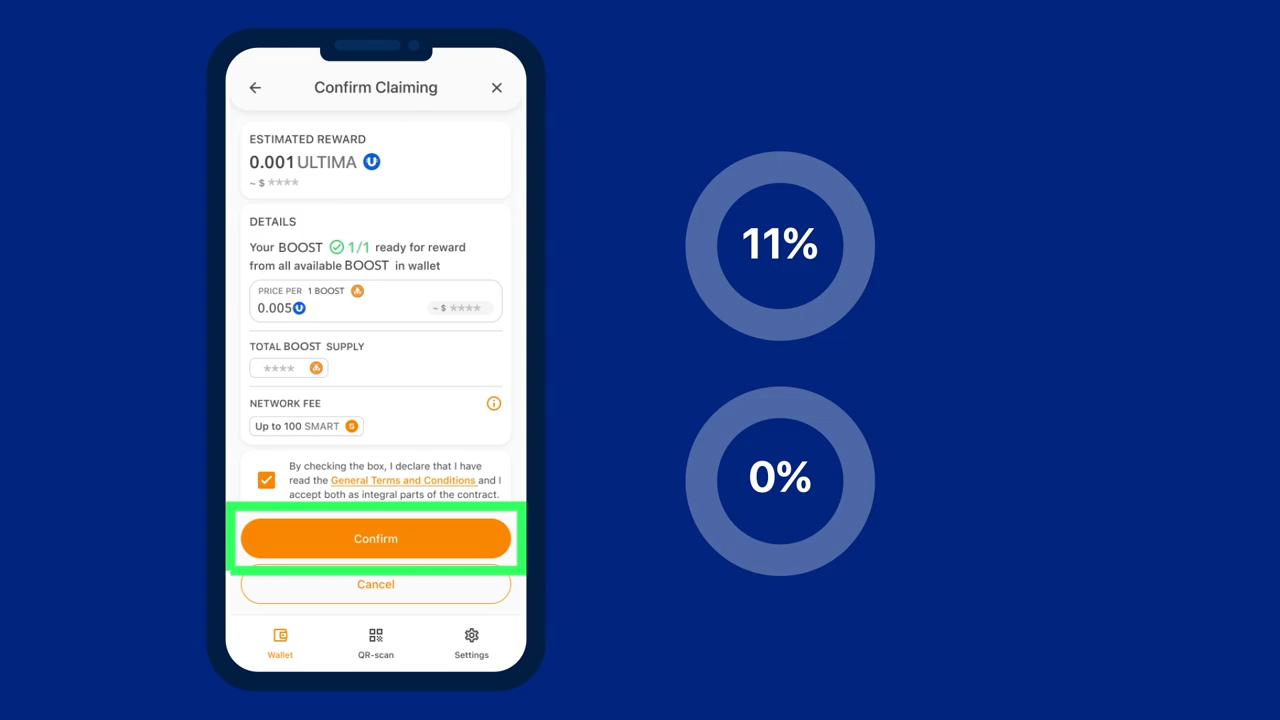 Confirm Claiming
ESTIMATED REWARD
0.001 ULTIMA
~ $ ****
DETAILS
Your BOOST 1/1 ready for reward
from all available BOOST in wallet
PRICE PER 1 BOOST
0.005 ~ $ ****
TOTAL BOOST SUPPLY
****
NETWORK FEE
Up to 100 SMART
By checking the box, I declare that I have
read the General Terms and Conditions and I
accept both as integral parts of the contract.
Confirm
Cancel
Wallet QR-scan Settings
11%
0%